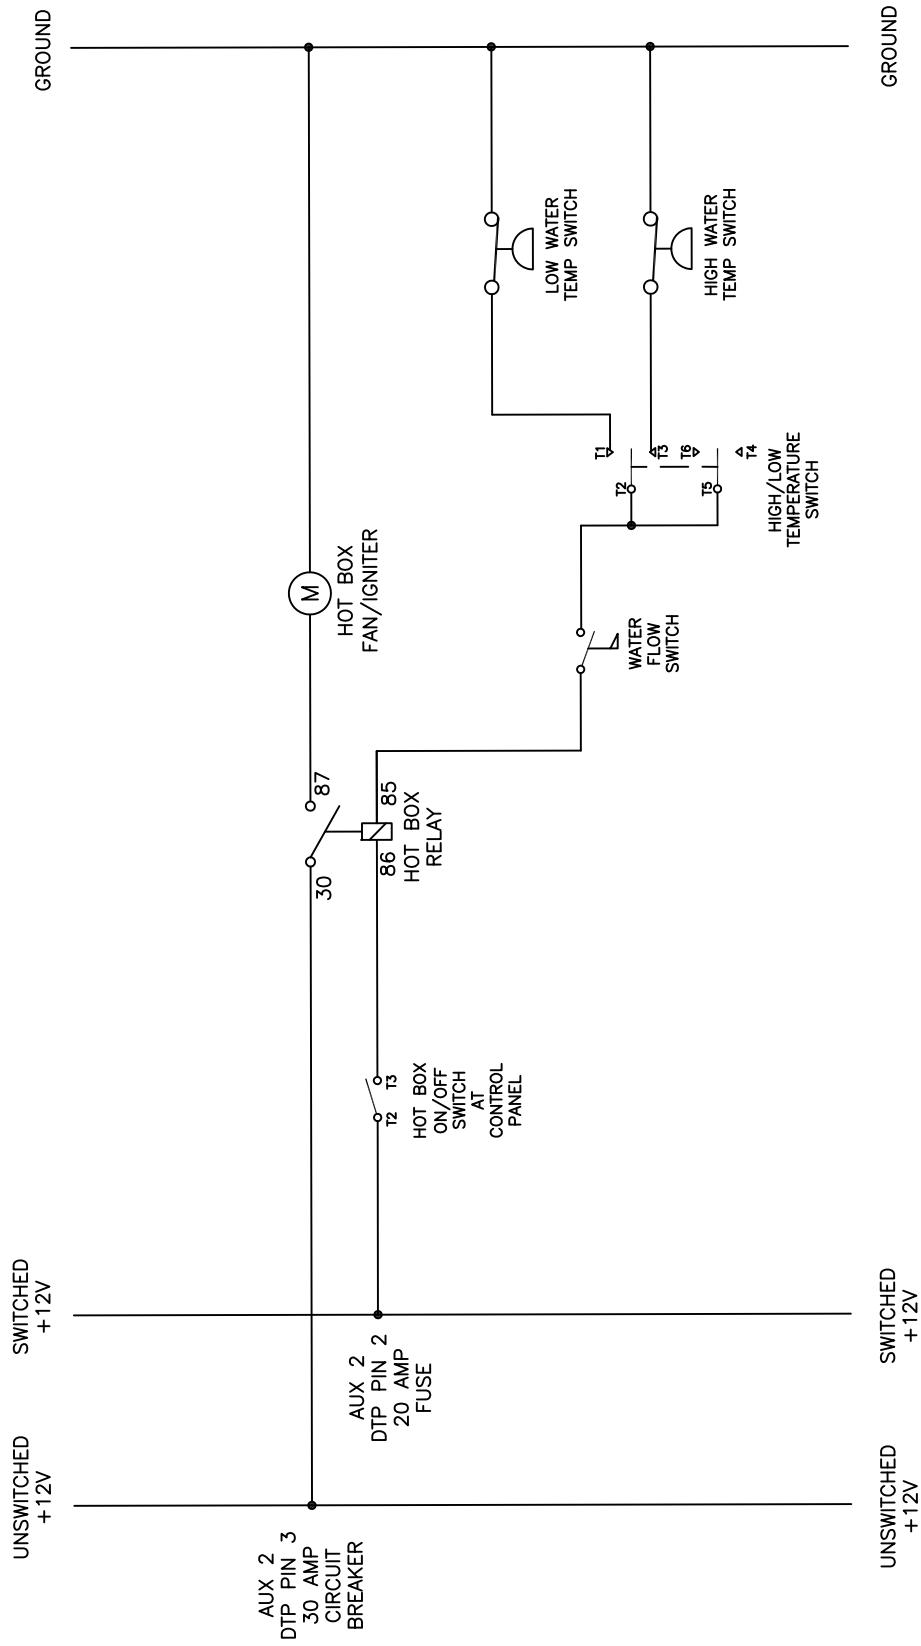 UNSWITCHED
+12V
SWITCHED
+12V
GROUND
AUX 2
DTP PIN 3
30 AMP
CIRCUIT
BREAKER
30
87
HOT BOX
FAN/IGNITER
AUX 2
DTP PIN 2
20 AMP
FUSE
T2
T3
HOT BOX
ON/OFF
SWITCH
AT
CONTROL
PANEL
86
85
HOT BOX
RELAY
LOW WATER
TEMP SWITCH
M
WATER
FLOW
SWITCH
T1
T2
T3
T6
T5
T4
HIGH/LOW
TEMPERATURE
SWITCH
HIGH WATER
TEMP SWITCH
UNSWITCHED
+12V
SWITCHED
+12V
GROUND